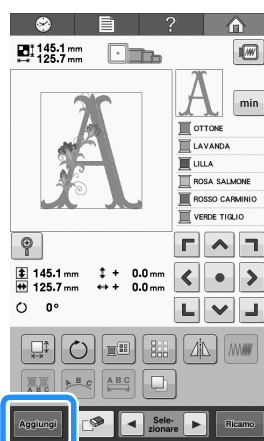 ?
145.1 mm
125.7 mm
A
min
OTTONE
LAVANDA
LILLA
ROSA SALMONE
ROSSO CARMINIO
VERDE TIGLIO
A
145.1 mm + 0.0 mm
125.7 mm + 0.0 mm
0°
A B C A B C A B C
Aggiungi
Sele-
zionare
Ricamo